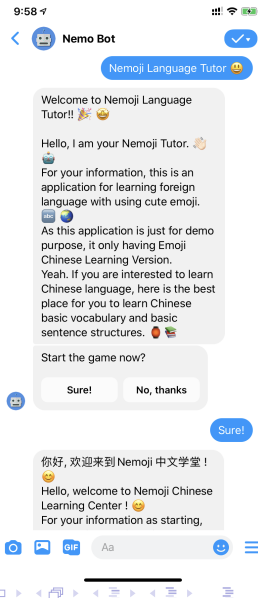 9:58
Nemo Bot
Nemoji Language Tutor 😃
Welcome to Nemoji Language
Tutor!! 🎉 🤩
Hello, I am your Nemoji Tutor. 👋🏻
🤖
For your information, this is an
application for learning foreign
language with using cute emoji.
🔤 🌏
As this application is just for demo
purpose, it only having Emoji
Chinese Learning Version.
Yeah. If you are interested to learn
Chinese language, here is the best
place for you to learn Chinese
basic vocabulary and basic
sentence structures. 🏮 📚
Start the game now?
Sure!
No, thanks
Sure!
你好, 欢迎来到 Nemoji 中文学堂 !
😊
Hello, welcome to Nemoji Chinese
Learning Center ! 😊
For your information as starting,
GIF
Aa